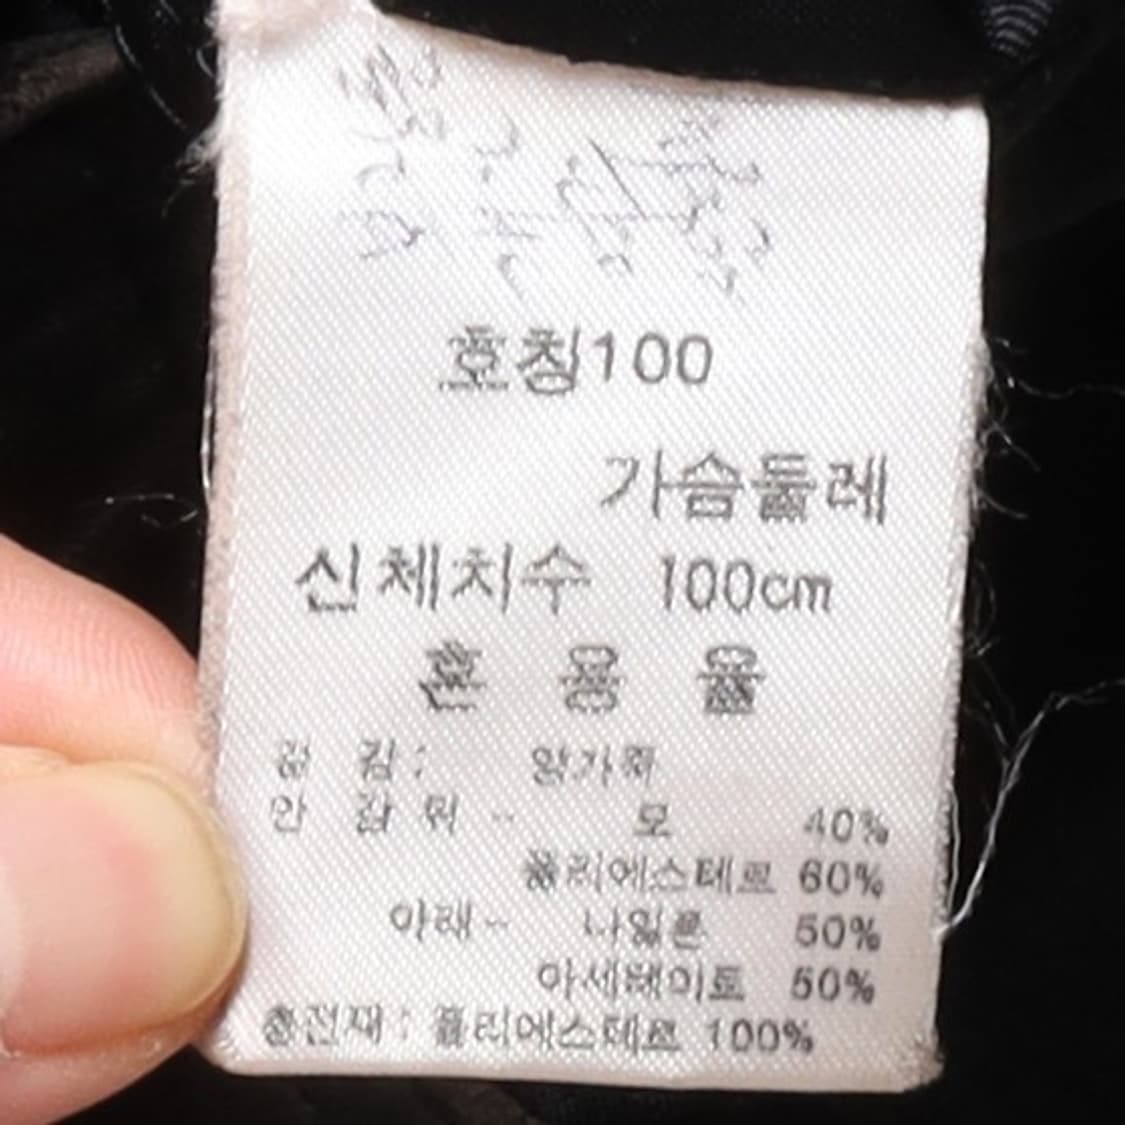 호칭100
가슴둘레
신체치수 100cm
혼 용 율
겉 감: 양가죽
안 감 위-- 모 40%
폴리에스테르 60%
아래-- 나일론 50%
아세테이트 50%
충전재: 폴리에스테르 100%